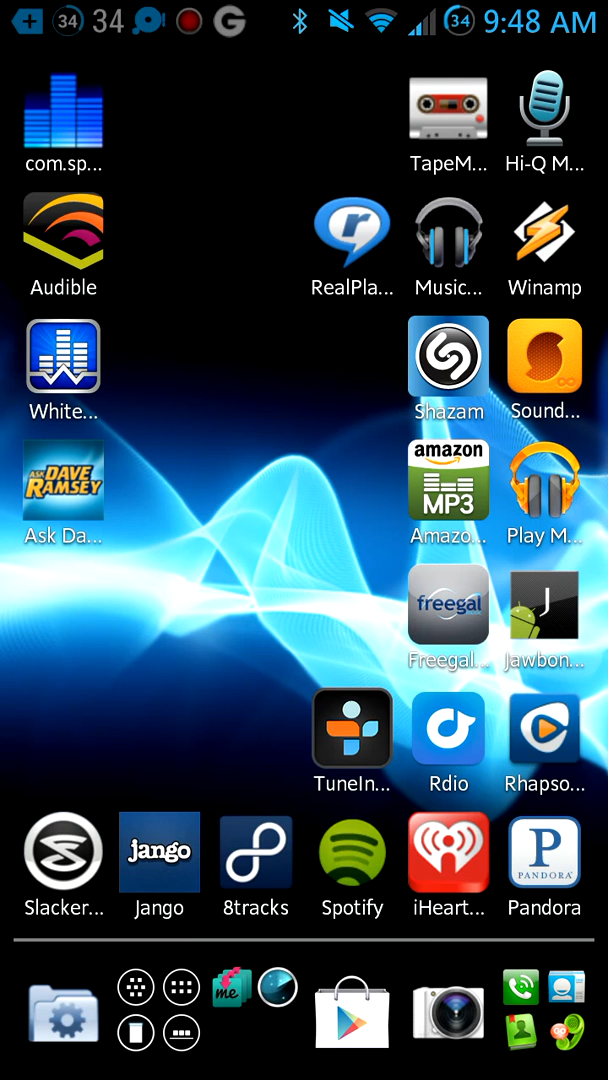 34 34 G 34 9:48 AM
com.sp... TapeM... Hi-Q M...
r
Audible RealPla... Music... Winamp
White... Shazam Sound...
ASK DAVE RAMSEY
amazon MP3
Ask Da... Amazo... Play M...
freegal J
Freegal... Jawbon...
TuneIn... Rdio Rhapso...
jango P PANDORA
Slacker... Jango 8tracks Spotify iHeart... Pandora
me